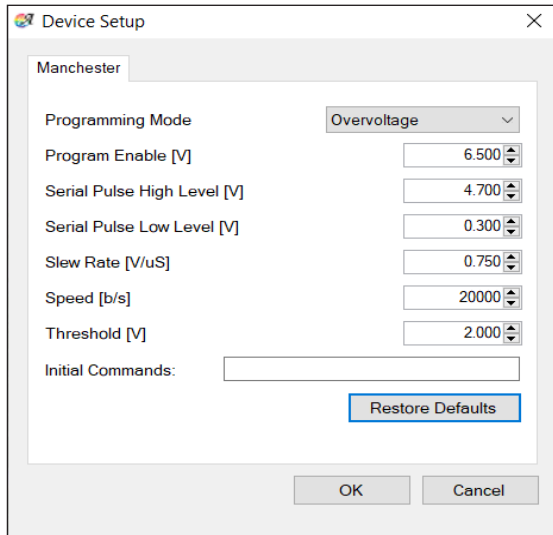 Device Setup
Manchester
Programming Mode Overvoltage
Program Enable [V] 6.500
Serial Pulse High Level [V] 4.700
Serial Pulse Low Level [V] 0.300
Slew Rate [V/uS] 0.750
Speed [b/s] 20000
Threshold [V] 2.000
Initial Commands:
Restore Defaults
OK Cancel